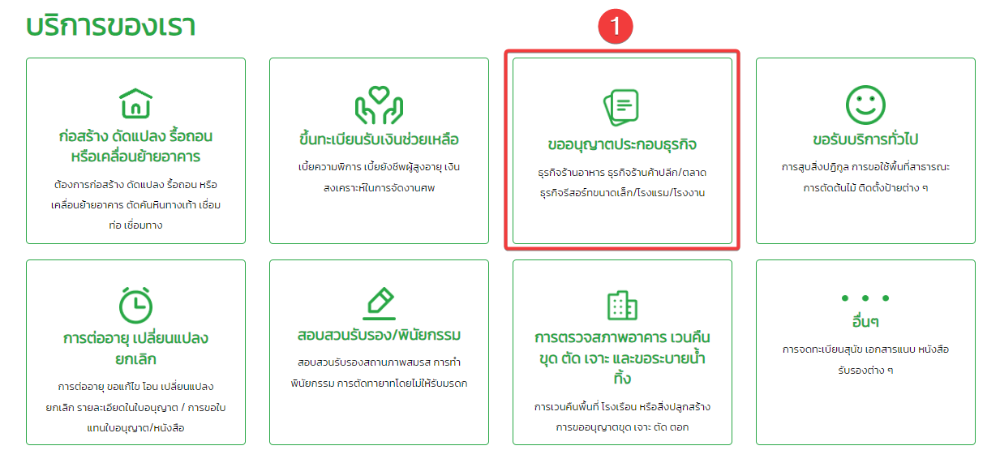 บริการของเรา
1
ก่อสร้าง ดัดแปลง รื้อถอน
หรือเคลื่อนย้ายอาคาร
ต้องการก่อสร้าง ดัดแปลง รื้อถอน หรือ
เคลื่อนย้ายอาคาร ตัดคันหินทางเท้า เชื่อม
ท่อ เชื่อมทาง
ขึ้นทะเบียนรับเงินช่วยเหลือ
เบี้ยความพิการ เบี้ยยังชีพผู้สูงอายุ เงิน
สงเคราะห์ในการจัดงานศพ
ขออนุญาตประกอบธุรกิจ
ธุรกิจร้านอาหาร ธุรกิจร้านค้าปลีก/ตลาด
ธุรกิจรีสอร์ทขนาดเล็ก/โรงแรม/โรงงาน
ขอรับบริการทั่วไป
การสูบสิ่งปฏิกูล การขอใช้พื้นที่สาธารณะ
การตัดต้นไม้ ติดตั้งป้ายต่าง ๆ
การต่ออายุ เปลี่ยนแปลง
ยกเลิก
การต่ออายุ ขอแก้ไข โอน เปลี่ยนแปลง
ยกเลิก รายละเอียดในใบอนุญาต / การขอใบ
แทนใบอนุญาต/หนังสือ
สอบสวนรับรอง/พินัยกรรม
สอบสวนรับรองสถานภาพสมรส การทำ
พินัยกรรม การตัดทายาทโดยไม่ให้รับมรดก
การตรวจสภาพอาคาร เวนคืน
ขุด ตัด เจาะ และขอระบายน้ำ
ทิ้ง
การเวนคืนพื้นที่ โรงเรือน หรือสิ่งปลูกสร้าง
การขออนุญาตขุด เจาะ ตัด ตอก
อื่นๆ
การจดทะเบียนสุนัข เอกสารแนบ หนังสือ
รับรองต่าง ๆ